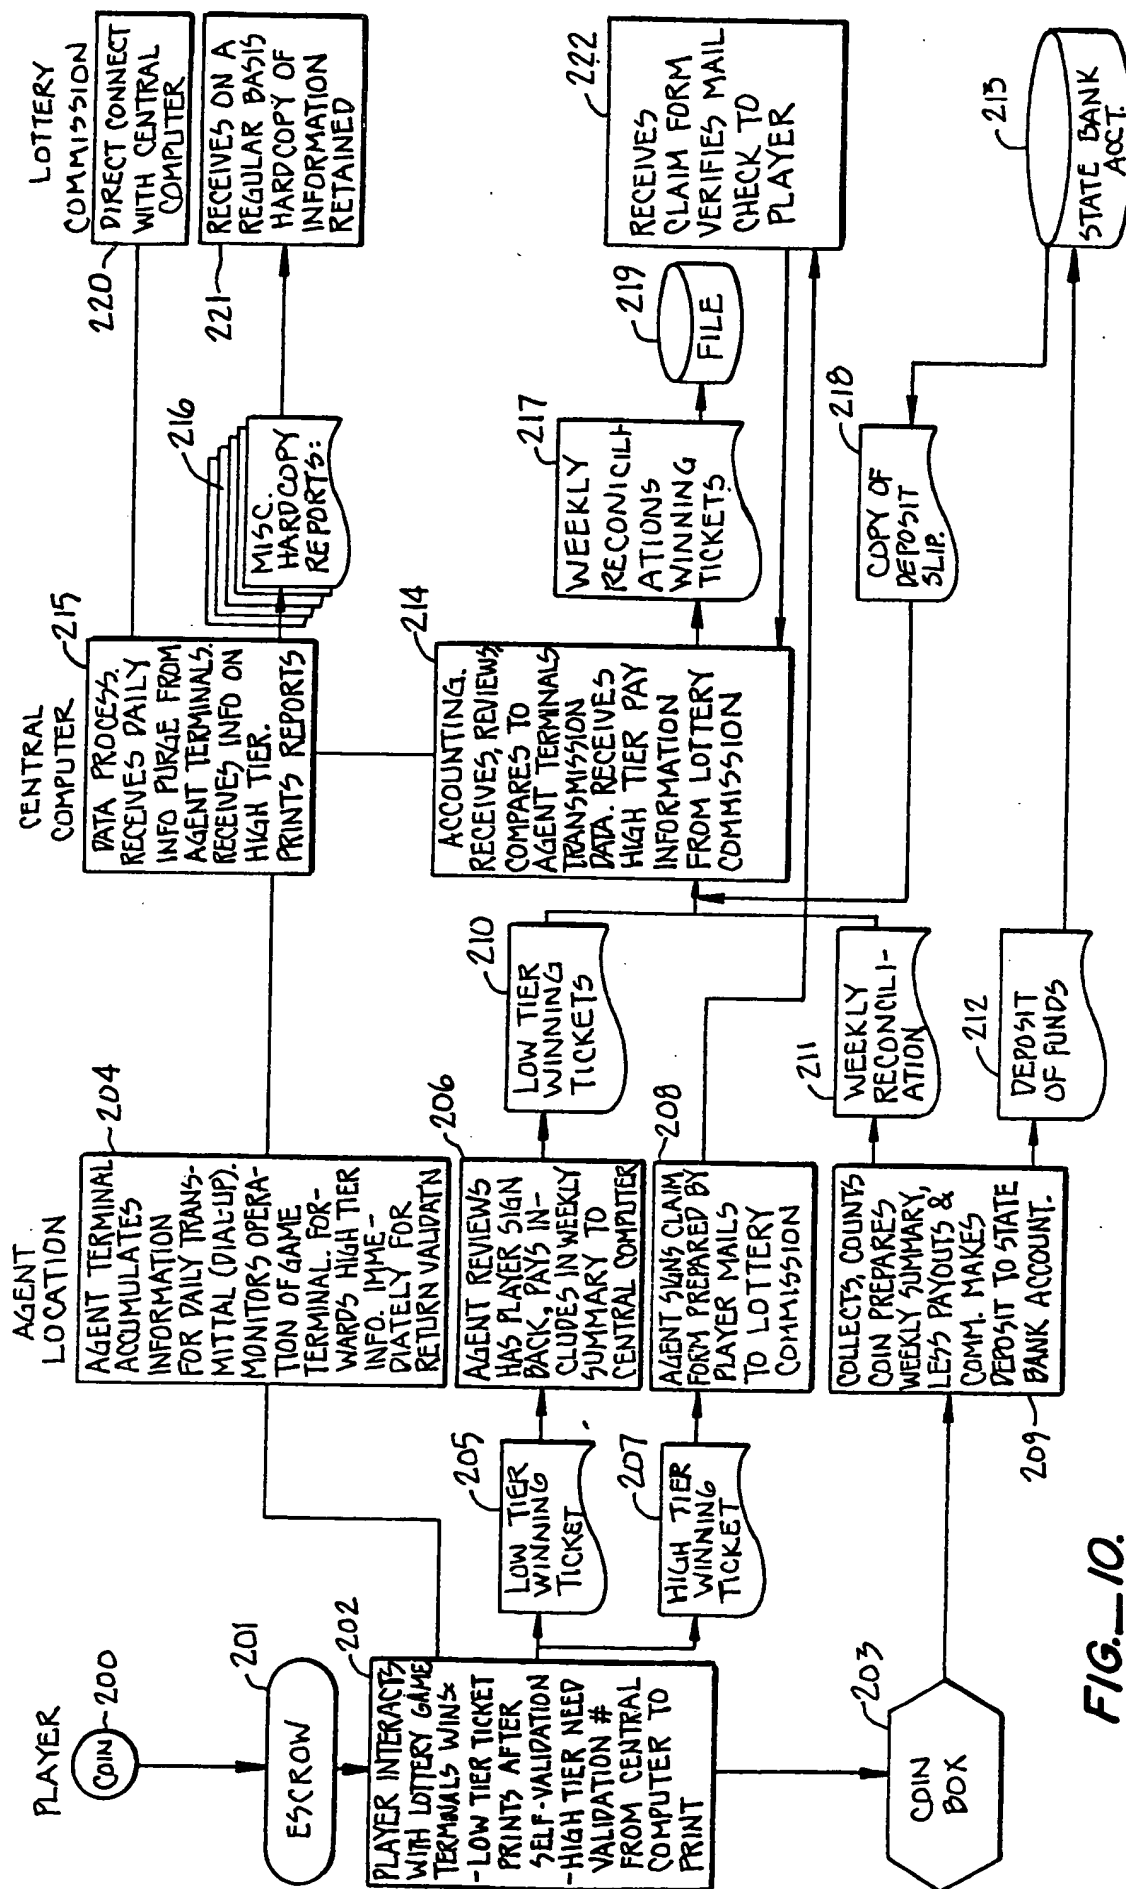 PLAYER
COIN
200
ESCROW
201
202
PLAYER INTERACTS
WITH LOTTERY GAME
TERMINALS WINS:
-LOW TIER TICKET
PRINTS AFTER
SELF-VALIDATION
-HIGH TIER NEED
VALIDATION #
FROM CENTRAL
COMPUTER TO
PRINT
203
COIN
BOX
205
LOW TIER
WINNING
TICKET
207
HIGH TIER
WINNING
TICKET
AGENT
LOCATION
204
AGENT TERMINAL
ACCUMULATES
INFORMATION
FOR DAILY TRANS-
MITTAL (DIAL-UP).
MONITORS OPERA-
TION OF GAME
TERMINAL. FOR-
WARDS HIGH TIER
INFO. IMME-
DIATELY FOR
RETURN VALIDAT'N
206
AGENT REVIEWS
HAS PLAYER SIGN
BACK, PAYS IN-
CLUDES IN WEEKLY
SUMMARY TO
CENTRAL COMPUTER
208
AGENT SIGNS CLAIM
FORM PREPARED BY
PLAYER MAILS
TO LOTTERY
COMMISSION
COLLECTS, COUNTS
COIN PREPARES
WEEKLY SUMMARY,
LESS PAYOUTS &
COMM. MAKES
DEPOSIT TO STATE
BANK ACCOUNT.
209
210
LOW TIER
WINNING
TICKETS
211
WEEKLY
RECONCILI-
ATION
212
DEPOSIT
OF FUNDS
CENTRAL
COMPUTER
215
DATA PROCESS.
RECEIVES DAILY
INFO PURGE FROM
AGENT TERMINALS.
RECEIVES INFO ON
HIGH TIER.
PRINTS REPORTS
214
ACCOUNTING.
RECEIVES, REVIEWS,
COMPARES TO
AGENT TERMINALS
TRANSMISSION
DATA. RECEIVES
HIGH TIER PAY
INFORMATION
FROM LOTTERY
COMMISSION
216
MISC.
HARDCOPY
REPORTS:
217
WEEKLY
RECONICILI-
ATIONS
WINNING
TICKETS
219
FILE
218
COPY OF
DEPOSIT
SLIP.
LOTTERY
COMMISSION
220
DIRECT CONNECT
WITH CENTRAL
COMPUTER
221
RECEIVES ON A
REGULAR BASIS
HARDCOPY OF
INFORMATION
RETAINED
222
RECEIVES
CLAIM FORM
VERIFIES MAIL
CHECK TO
PLAYER
213
STATE BANK
ACCT.
FIG._10.